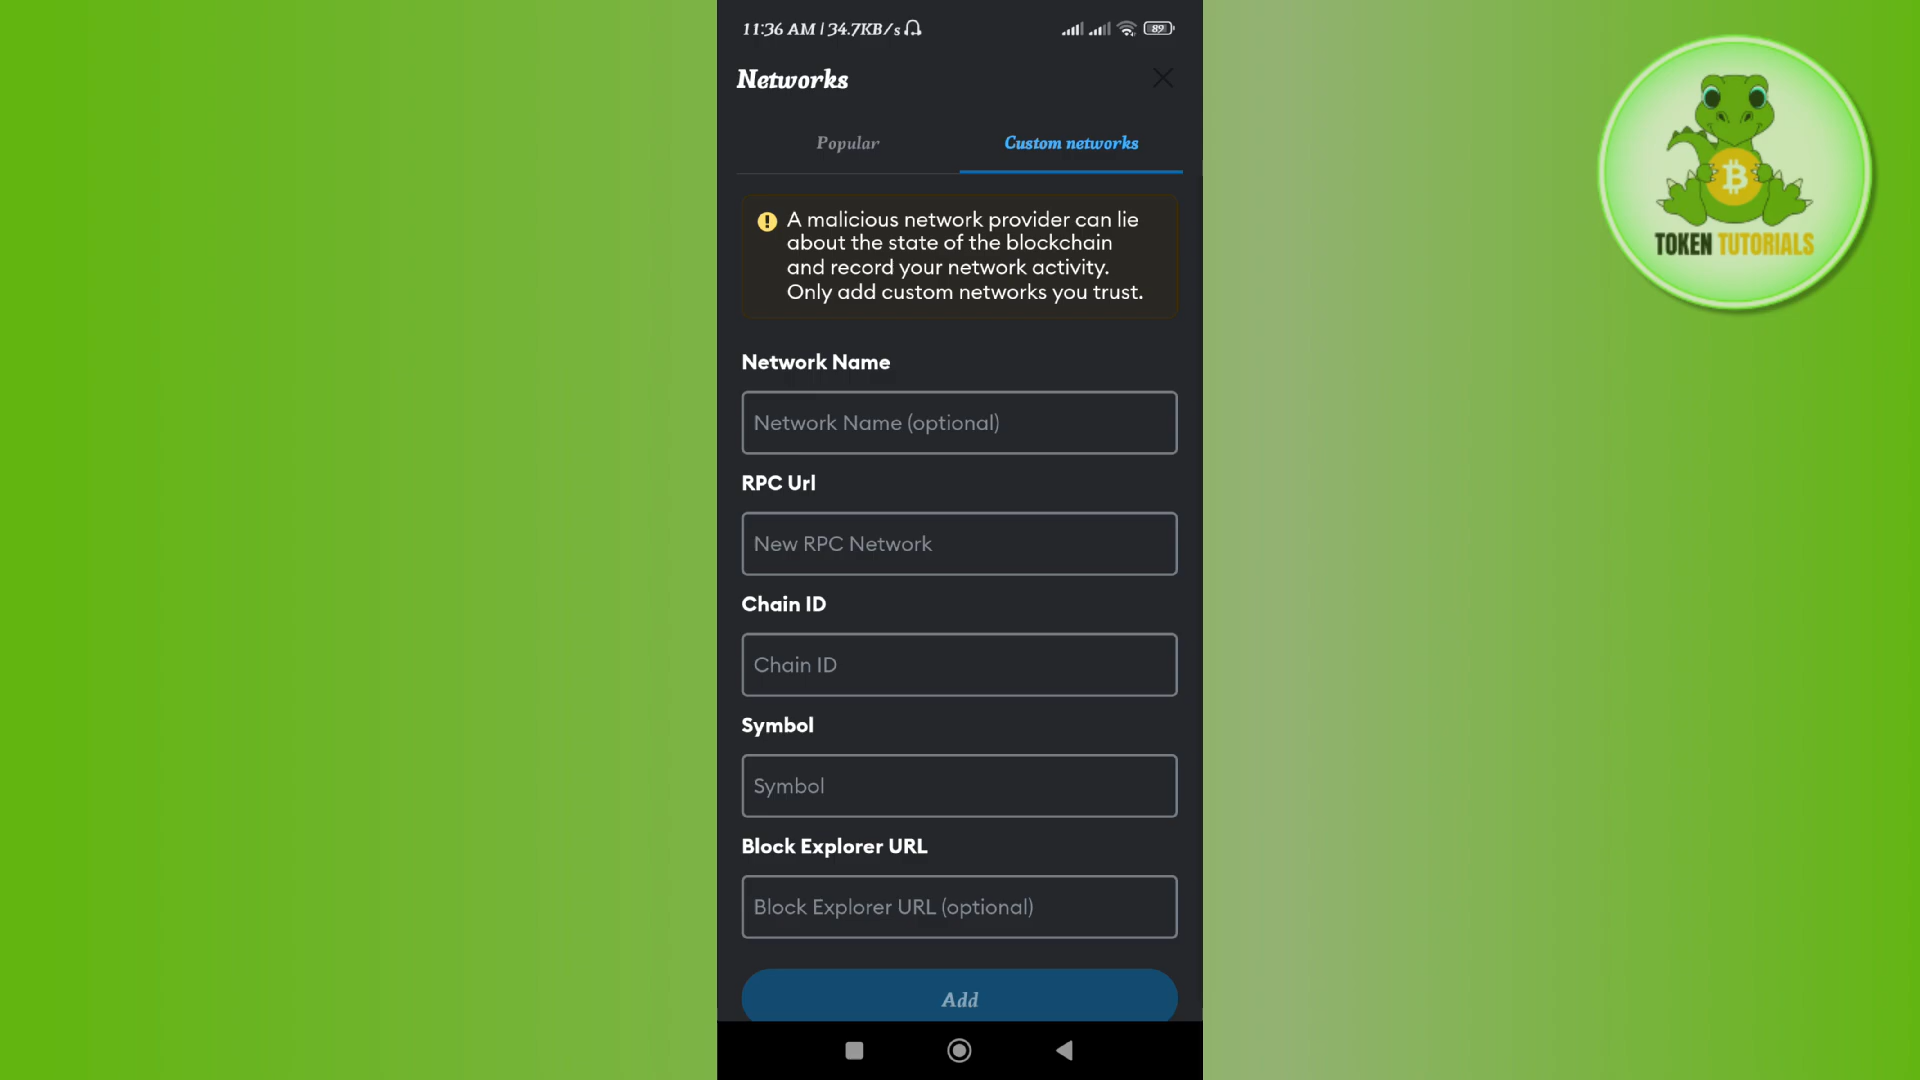 11:36 AM | 34.7KB/s
89
Networks
Popular
Custom networks
A malicious network provider can lie
about the state of the blockchain
and record your network activity.
Only add custom networks you trust.
Network Name
Network Name (optional)
RPC Url
New RPC Network
Chain ID
Chain ID
Symbol
Symbol
Block Explorer URL
Block Explorer URL (optional)
Add
TOKEN TUTORIALS